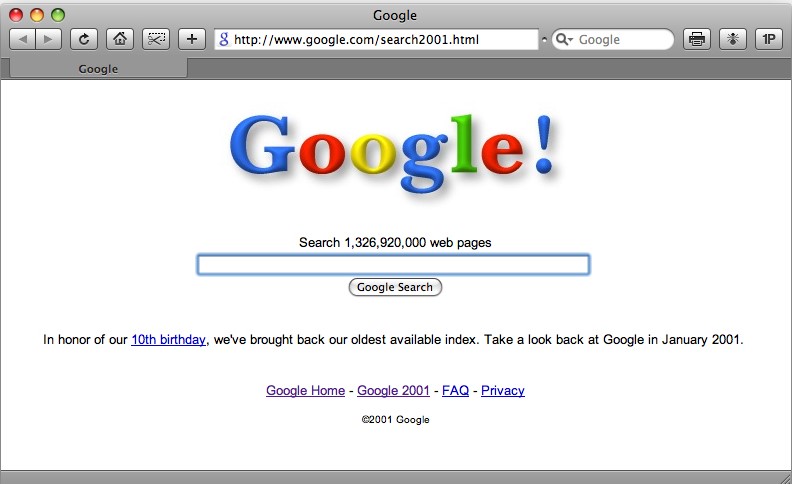 Google
http://www.google.com/search2001.html
Google
1P
Google
Google!
Search 1,326,920,000 web pages
Google Search
In honor of our 10th birthday, we've brought back our oldest available index. Take a look back at Google in January 2001.
Google Home - Google 2001 - FAQ - Privacy
©2001 Google